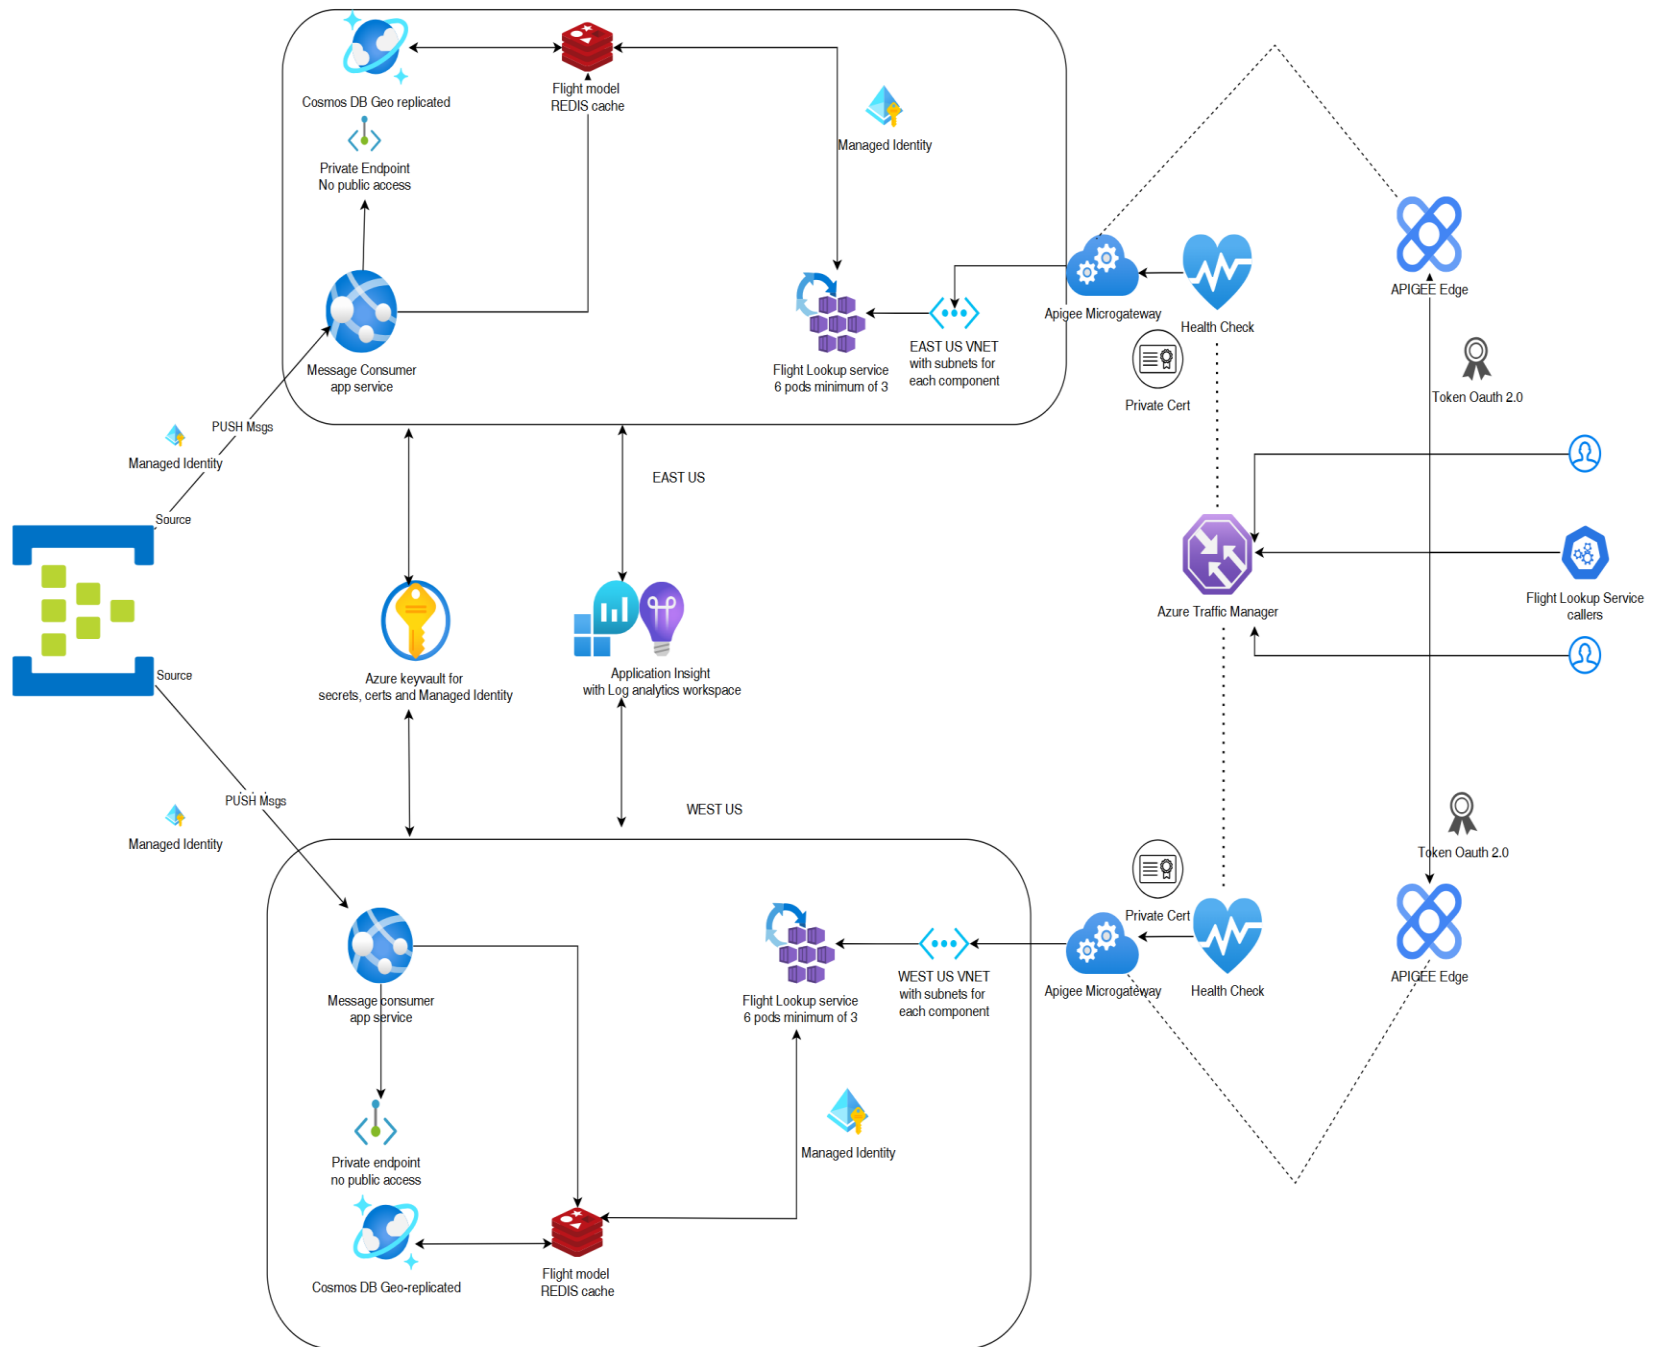 Cosmos DB Geo replicated
Flight model
REDIS cache
Managed Identity
Private Endpoint
No public access
APIGEE Edge
Apigee Microgateway
Health Check
EAST US VNET
with subnets for
each component
Message Consumer
app service
Flight Lookup service
6 pods minimum of 3
Private Cert
Token Oauth 2.0
PUSH Msgs
Managed Identity
EAST US
Source
Flight Lookup Service
callers
Azure Traffic Manager
Source
Azure keyvault for
secrets, certs and Managed Identity
Application Insight
with Log analytics workspace
PUSH Msgs
WEST US
Managed Identity
Token Oauth 2.0
Private Cert
WEST US VNET
with subnets for
each component
Apigee Microgateway
Health Check
APIGEE Edge
Message consumer
app service
Flight Lookup service
6 pods minimum of 3
Managed Identity
Private endpoint
no public access
Cosmos DB Geo-replicated
Flight model
REDIS cache